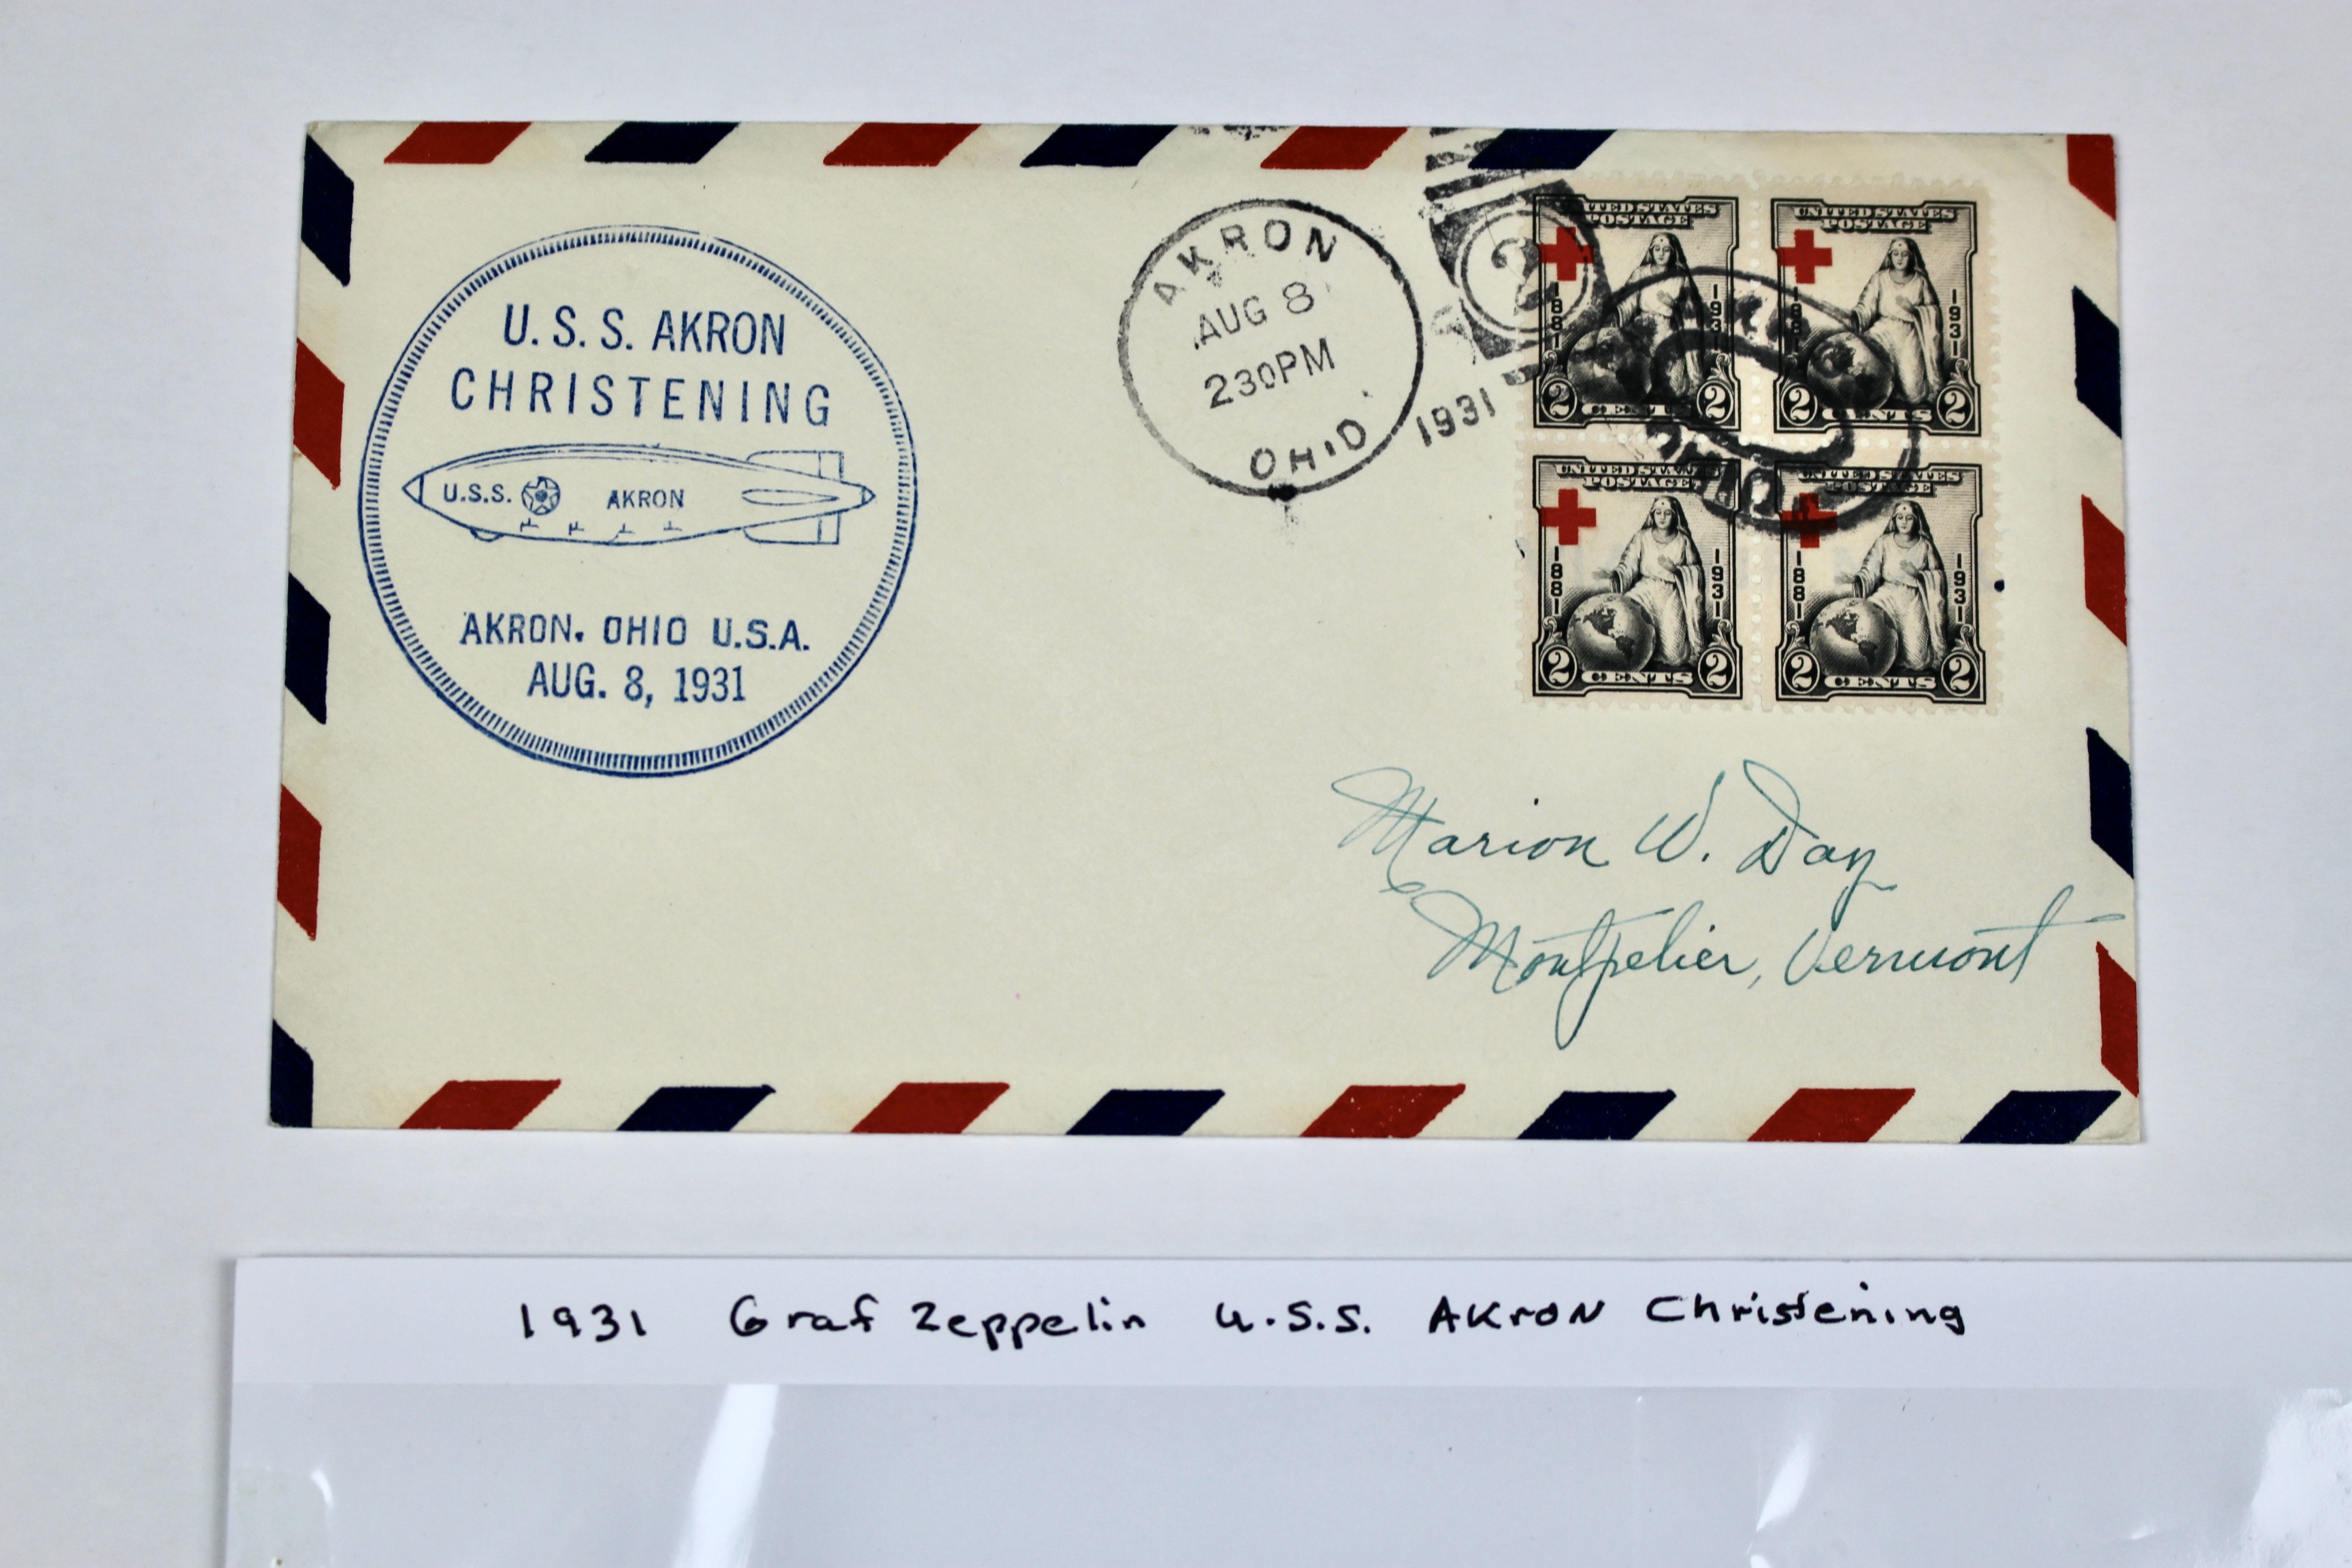 U.S.S. AKRON
CHRISTENING
U.S.S. AKRON
AKRON. OHIO U.S.A.
AUG. 8, 1931
AKRON
AUG 8
230PM
OHIO
1931
2
UNITED STATES
POSTAGE
1881
1931
2 CENTS 2
UNITED STATES
POSTAGE
1881
1931
2 CENTS 2
UNITED STATES
POSTAGE
1881
1931
2 CENTS 2
UNITED STATES
POSTAGE
1881
1931
2 CENTS 2
Marion W. Day
Montpelier, Vermont
1931 Graf Zeppelin U.S.S. AKRON Christening